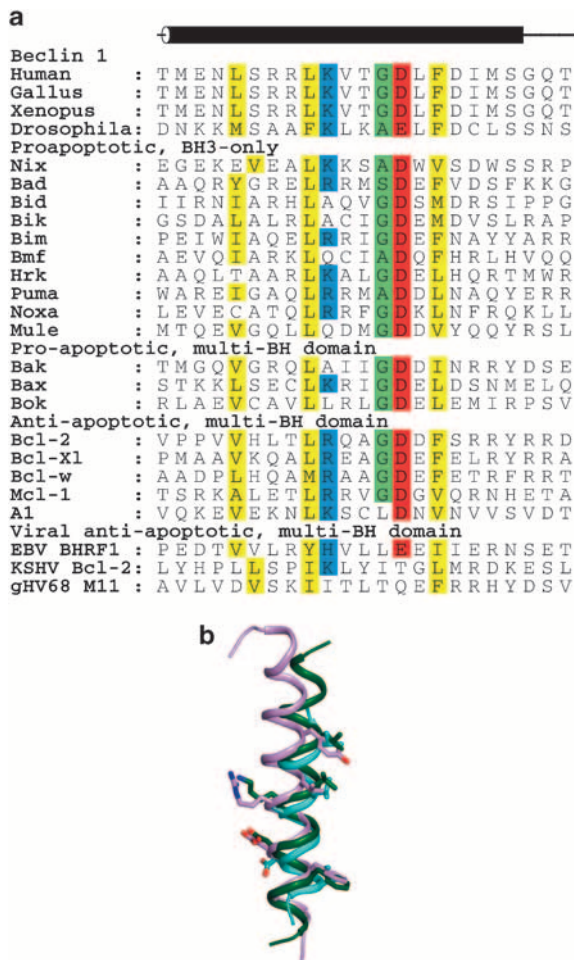 a
Beclin 1
Human : TMENLSRRLKVTGDLFDIMSGQT
Gallus : TMENLSRRLKVTGDLFDIMSGQT
Xenopus : TMENLSRRLKVTGDLFDIMSGQT
Drosophila: DNKKMSAAFKLKAELFDCLSSNS
Proapoptotic, BH3-only
Nix : EGEKEVEALKKSADWVSDWSSRP
Bad : AAQRYGRELRRMSDEFVDSFKKG
Bid : IIRNIARHLAQVGDSMDRSIPPG
Bik : GSDALALRLACIGDEMDVSLRAP
Bim : PEIWIAQELRRIGDEFNAYYARR
Bmf : AEVQIARKLQCIADQFHRLHVQQ
Hrk : AAQLTAARLKALGDELHQRTMWR
Puma : WAREIGAQLRRMADDLNAQYERR
Noxa : LEVECATQLRRFGDKLNFRQKLL
Mule : MTQEVGQLLQDMGDDVYQQYRSL
Pro-apoptotic, multi-BH domain
Bak : TMGQVGRQLAIIGDDINRRYDSE
Bax : STKKLSECLKRIGDELDSNMELQ
Bok : RLAEVCAVLLRLGDELEMIRPSV
Anti-apoptotic, multi-BH domain
Bcl-2 : VPPVVHLTLRQAGDDFSRRYRRD
Bcl-Xl : PMAAVKQALREAGDEFELRYRRA
Bcl-w : AADPLHQAMRAAGDEFETRFRRT
Mcl-1 : TSRKALETLRRVGDGVQRNHETA
A1 : VQKEVEKNLKSCLDNVNVVSVDT
Viral anti-apoptotic, multi-BH domain
EBV BHRF1 : PEDTVVLRYHVLLEEIIERNSET
KSHV Bcl-2: LYHPLLSPIKLYITGLMRDKESL
gHV68 M11 : AVLVDVSKIITLTQEFRRHYDSV
b